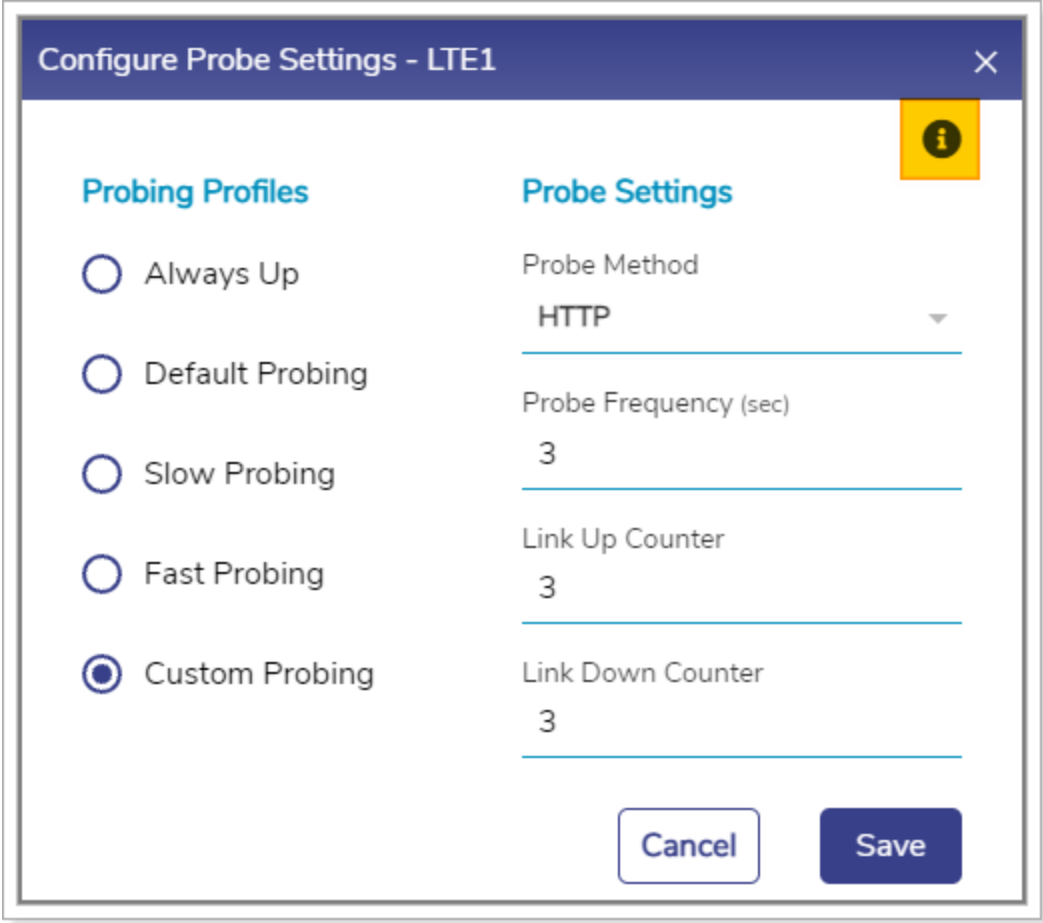 Configure Probe Settings - LTE1
Probing Profiles
Always Up
Default Probing
Slow Probing
Fast Probing
Custom Probing
Probe Settings
Probe Method
HTTP
Probe Frequency (sec)
3
Link Up Counter
3
Link Down Counter
3
Cancel
Save